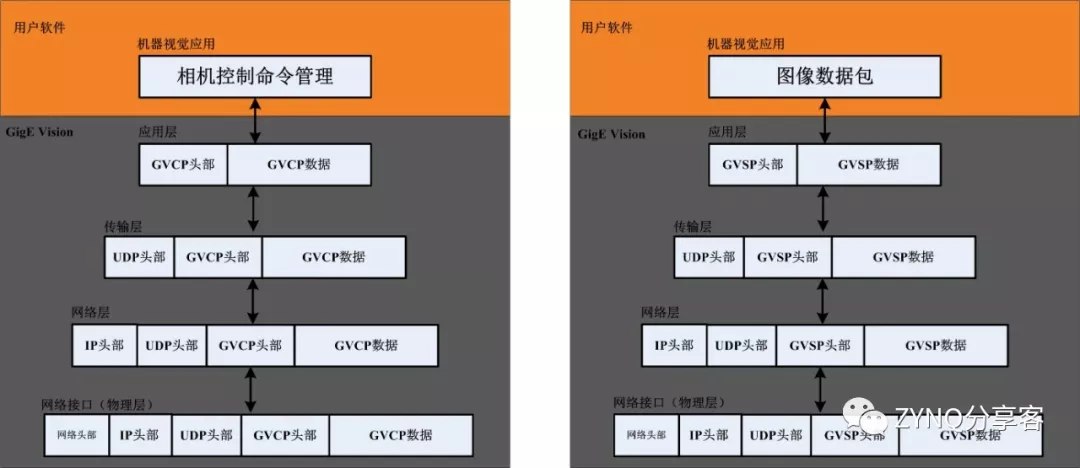 用户软件
机器视觉应用
相机控制命令管理
GigE Vision
应用层
GVCP头部 GVCP数据
传输层
UDP头部 GVCP头部 GVCP数据
网络层
IP头部 UDP头部 GVCP头部 GVCP数据
网络接口（物理层）
网络头部 IP头部 UDP头部 GVCP头部 GVCP数据
用户软件
机器视觉应用
图像数据包
GigE Vision
应用层
GVSP头部 GVSP数据
传输层
UDP头部 GVSP头部 GVSP数据
网络层
IP头部 UDP头部 GVSP头部 GVSP数据
网络接口（物理层）
网络头部 IP头部 UDP头部 GVSP头部 GVSP数据
ZYNQ分享客